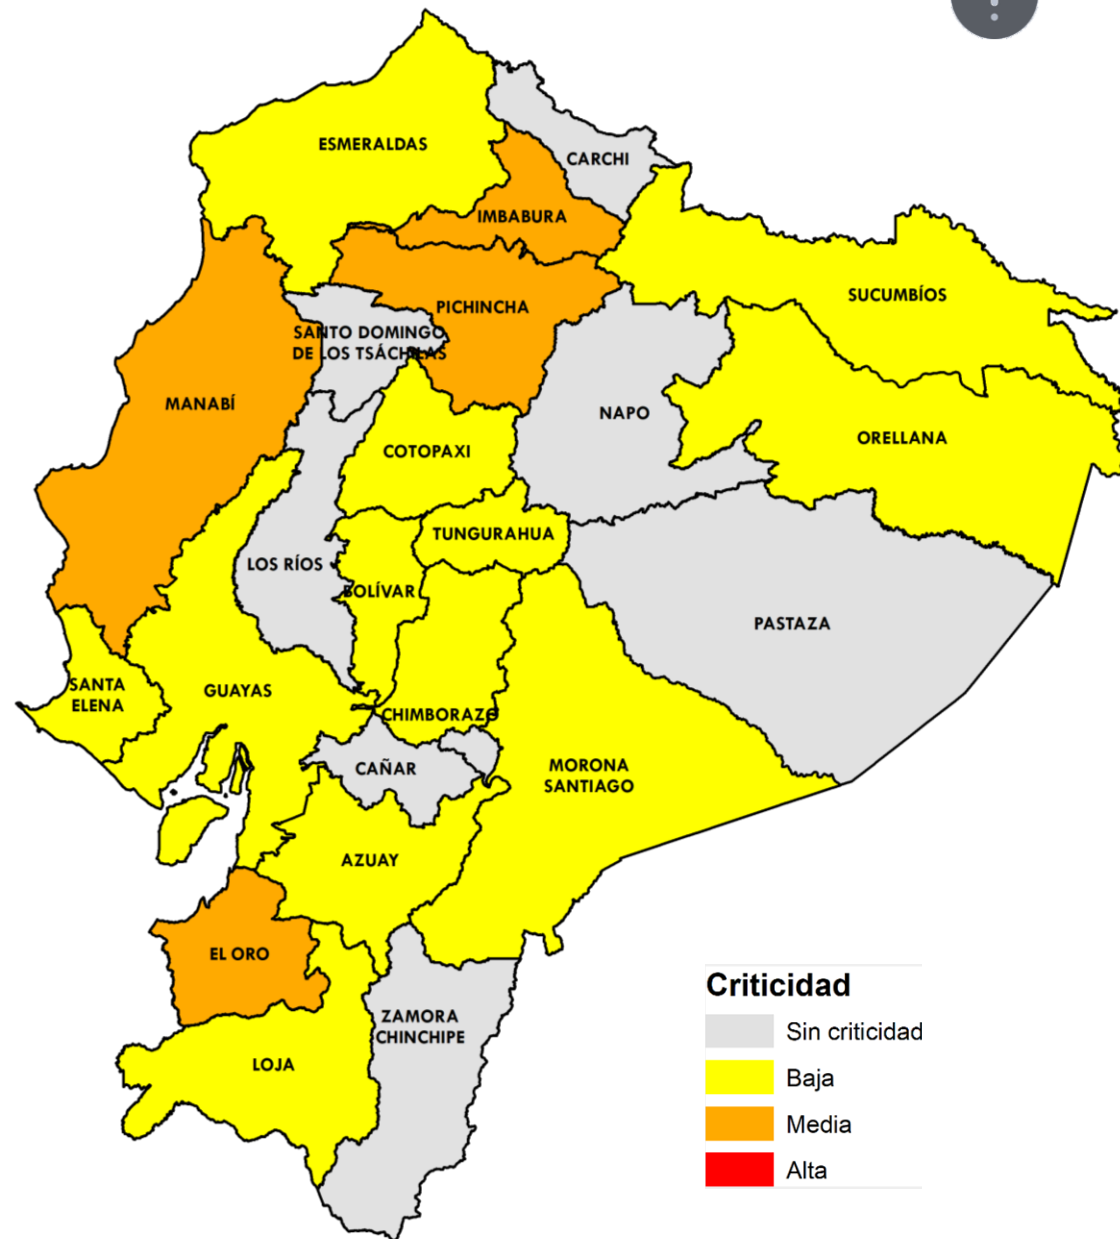 ESMERALDAS
CARCHI
IMBABURA
SUCUMBÍOS
PICHINCHA
SANTO DOMINGO
DE LOS TSÁCHILAS
MANABÍ
NAPO
ORELLANA
COTOPAXI
TUNGURAHUA
LOS RÍOS
BOLÍVAR
PASTAZA
SANTA
ELENA
GUAYAS
CHIMBORAZO
CAÑAR
MORONA
SANTIAGO
AZUAY
EL ORO
ZAMORA
CHINCHIPE
LOJA
Criticidad
Sin criticidad
Baja
Media
Alta